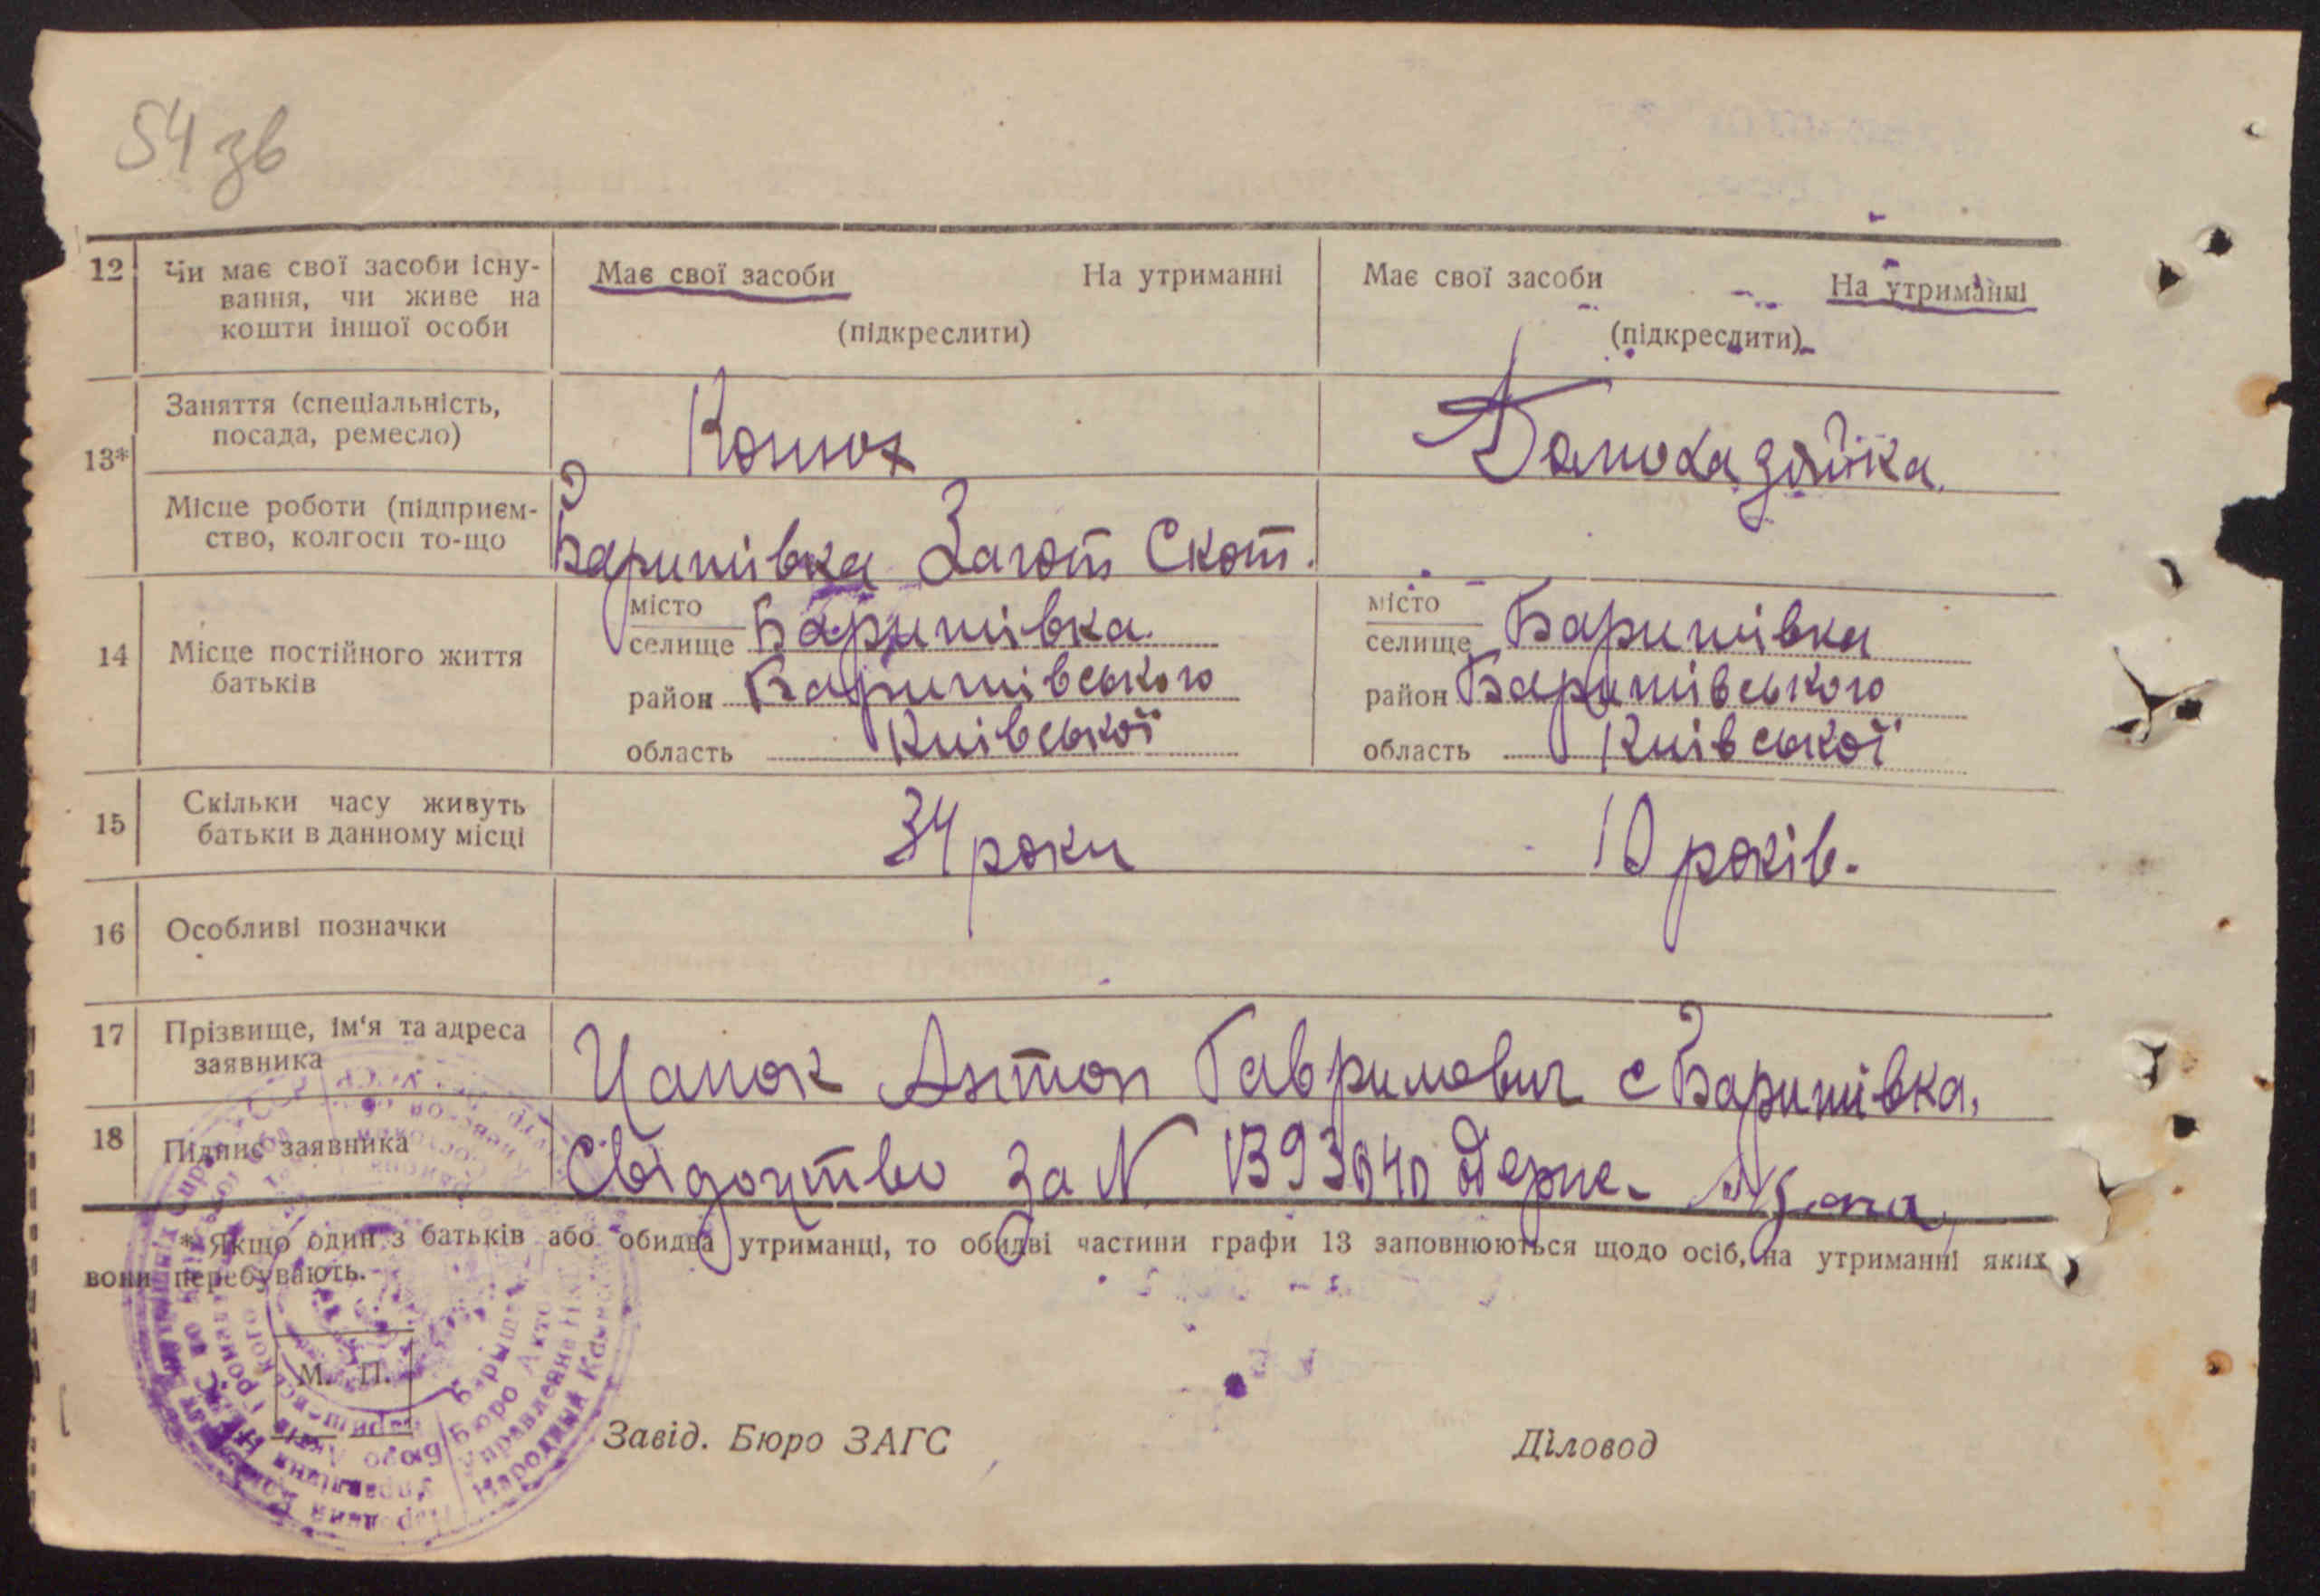 54 зв
12 Чи має свої засоби існу- Має свої засоби На утриманні Має свої засоби На утриманні
вання, чи живе на
кошти іншої особи (підкреслити) (підкреслити)
Заняття (спеціальність,
посада, ремесло) Конюх Домохазяйка.
13*
Місце роботи (підприєм-
ство, колгосп то-що Баришівка Загот Скот.
місто місто
селище Баришівка. селище Баришівка
14 Місце постійного життя
батьків
район Баришівського район Баришівського
область Київської область Київської
15 Скільки часу живуть
батьки в данному місці 34 роки 10 років.
16 Особливі позначки
17 Прізвище, ім'я та адреса
заявника Цапок Антон Гаврилович с Баришівка.
18 Підпис заявника Свідоцтво за N
* Якщо один з батьків або обидва утриманці, то обидві частини графи 13 заповнюються щодо осіб, на утриманні яких
вони перебувають.
М. П.
Завід. Бюро ЗАГС Діловод